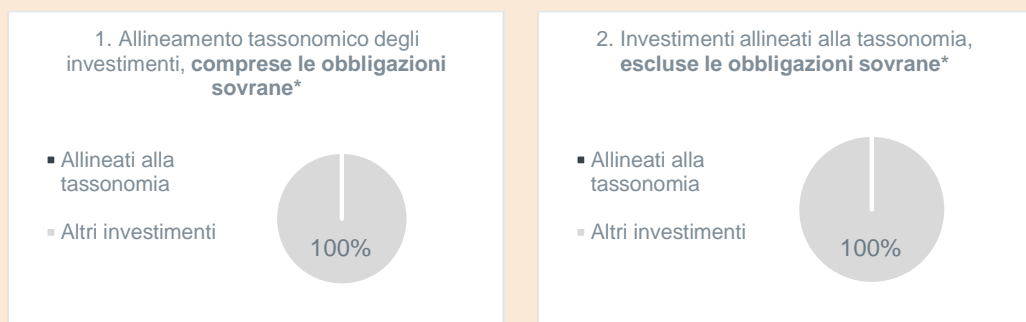 1. Allineamento tassonomico degli
investimenti, comprese le obbligazioni
sovrane*
Allineati alla
tassonomia
Altri investimenti
100%
2. Investimenti allineati alla tassonomia,
escluse le obbligazioni sovrane*
Allineati alla
tassonomia
Altri investimenti
100%